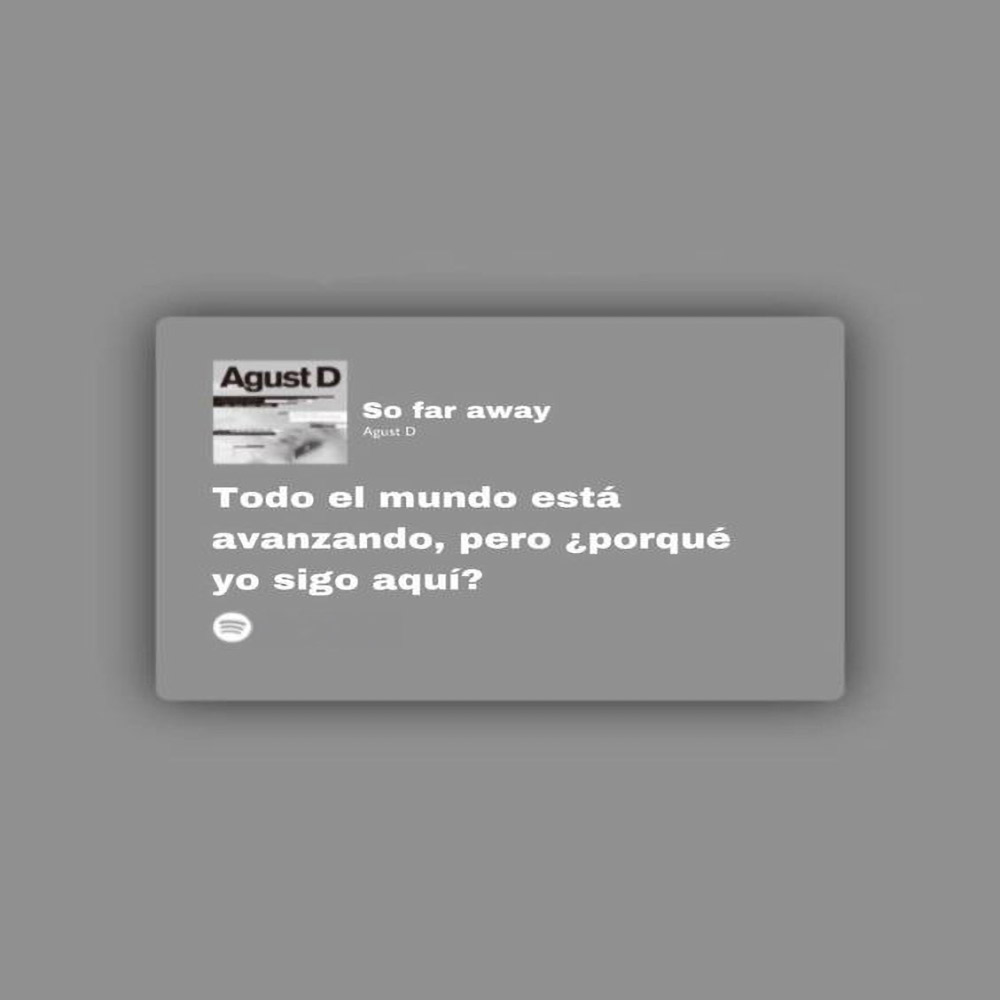 Agust D
So far away
Agust D
Todo el mundo está
avanzando, pero ¿porqué
yo sigo aquí?